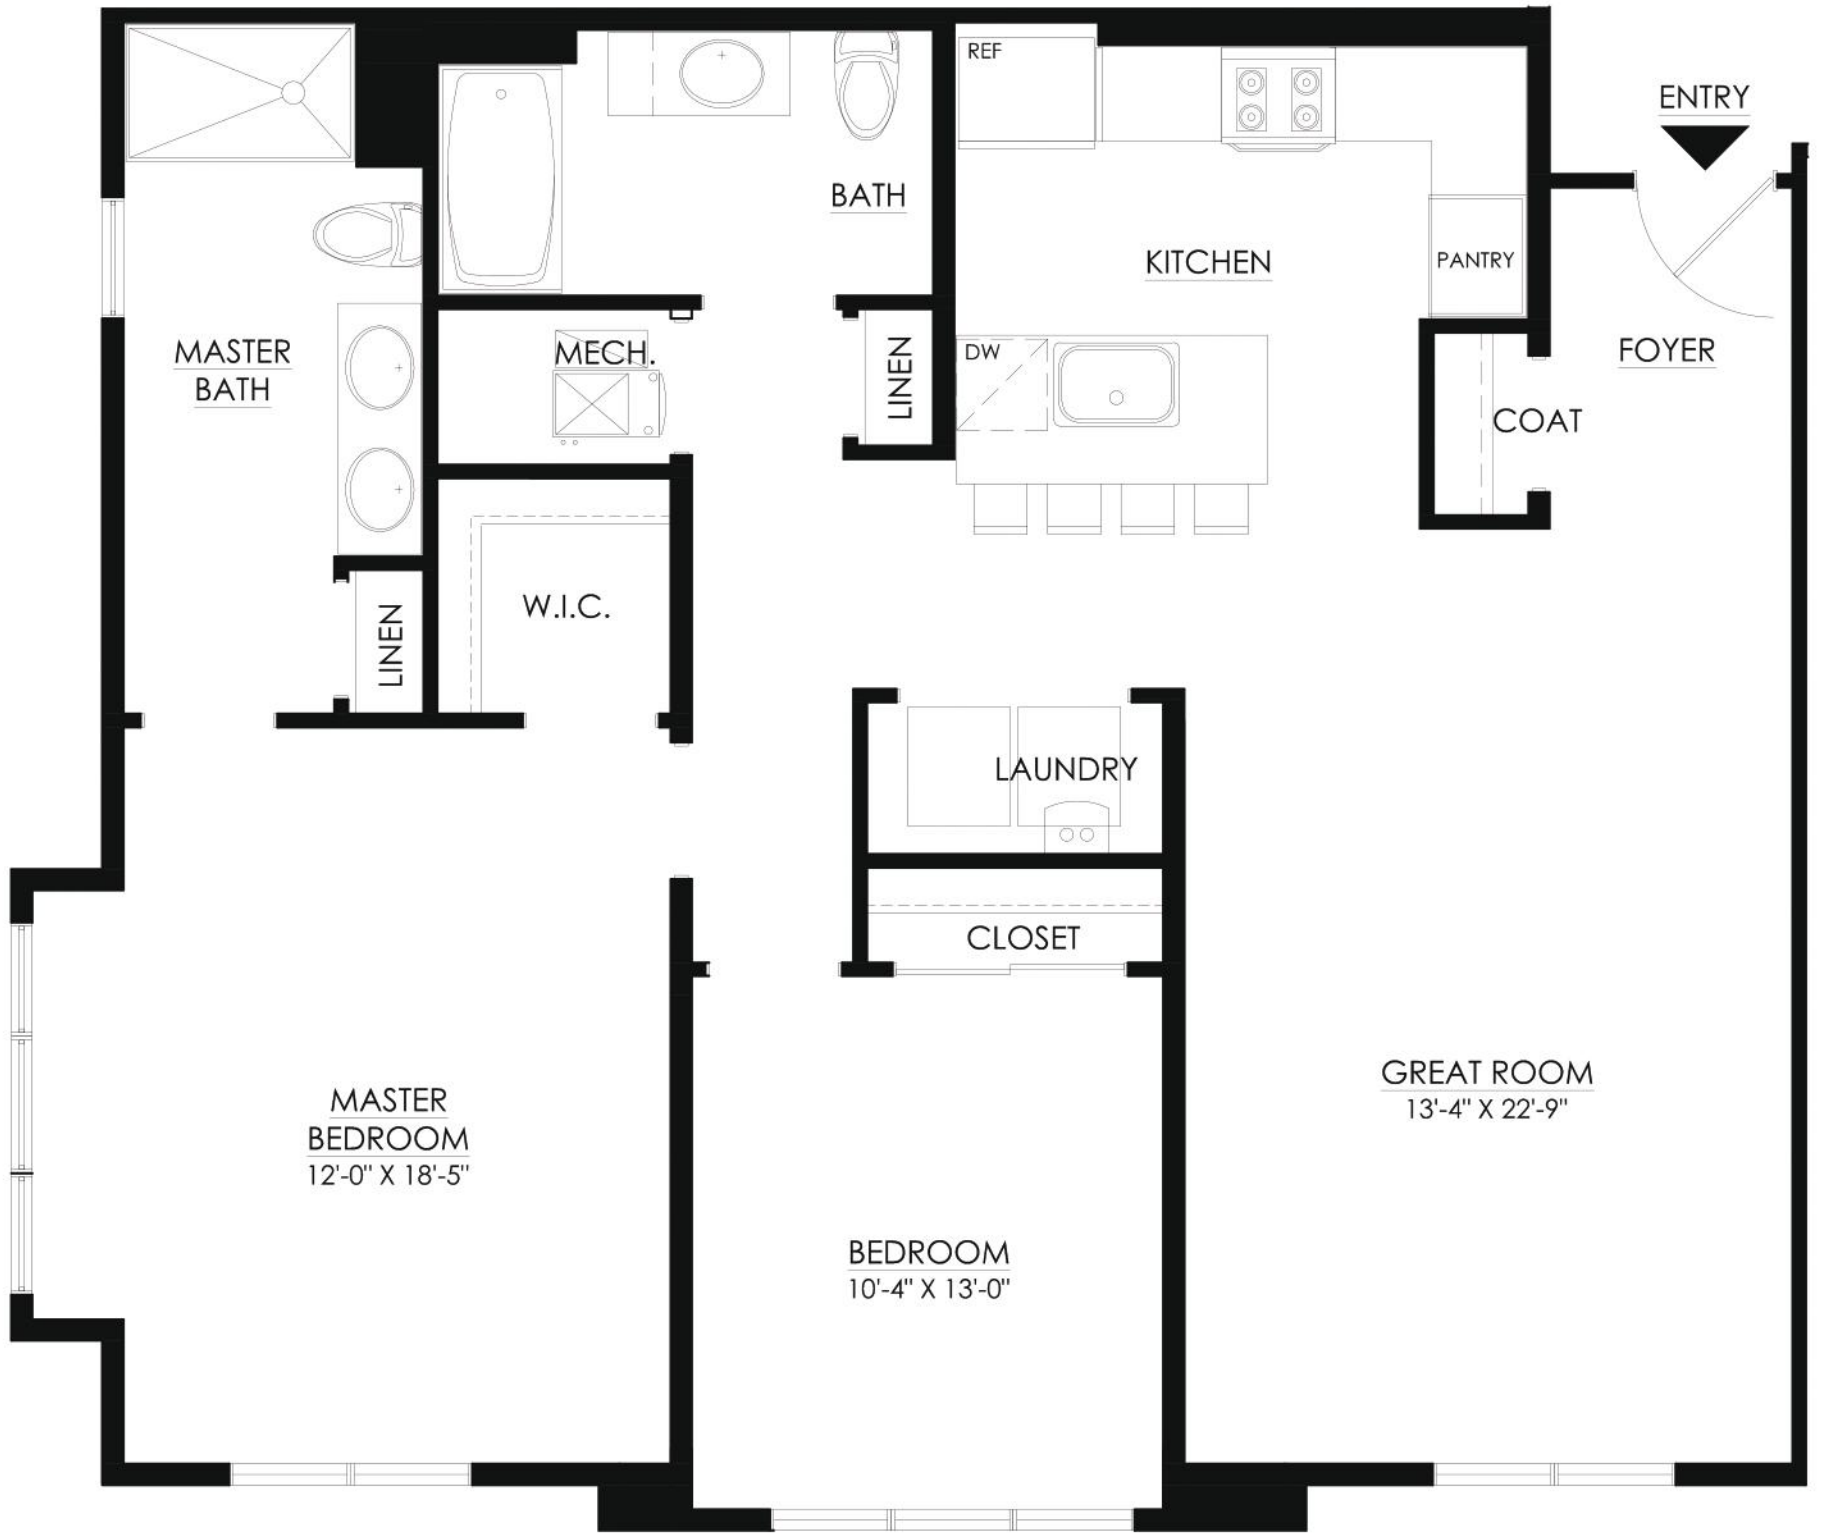 REF
ENTRY
BATH
KITCHEN
PANTRY
MASTER
BATH
MECH.
LINEN
DW
FOYER
COAT
W.I.C.
LINEN
LAUNDRY
CLOSET
MASTER
BEDROOM
12'-0" X 18'-5"
GREAT ROOM
13'-4" X 22'-9"
BEDROOM
10'-4" X 13'-0"